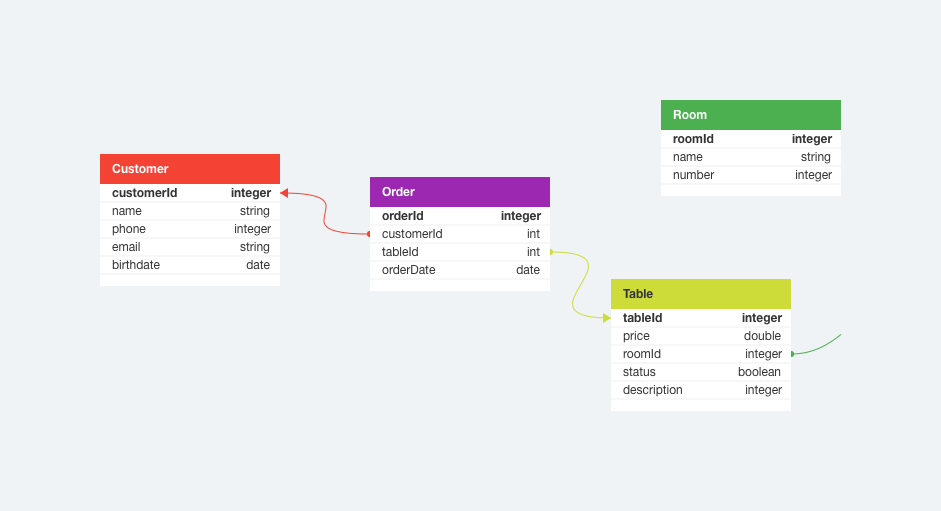 Customer
customerId integer
name string
phone integer
email string
birthdate date
Order
orderId integer
customerId int
tableId int
orderDate date
Room
roomId integer
name string
number integer
Table
tableId integer
price double
roomId integer
status boolean
description integer